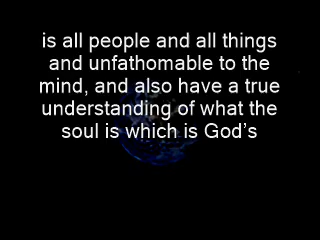 is all people and all things
and unfathomable to the
mind, and also have a true
understanding of what the
soul is which is God’s